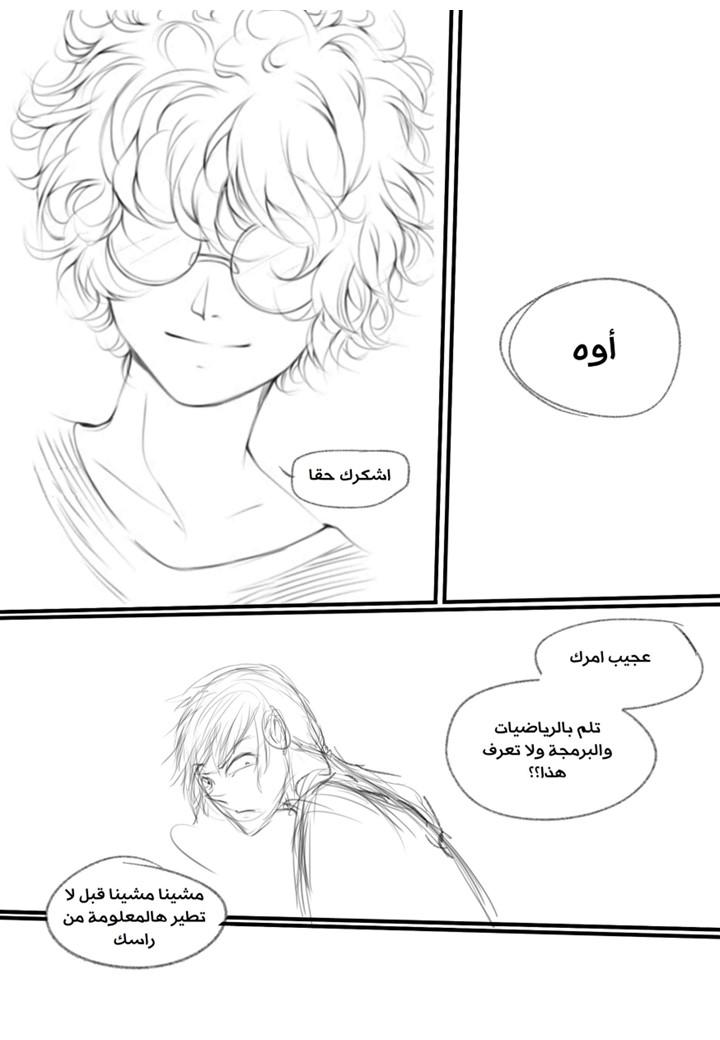 أوه
اشكرك حقا
عجيب امرك
تلم بالرياضيات
والبرمجة ولا تعرف
هذا؟؟
مشينا مشينا قبل لا
تطير هالمعلومة من
راسك